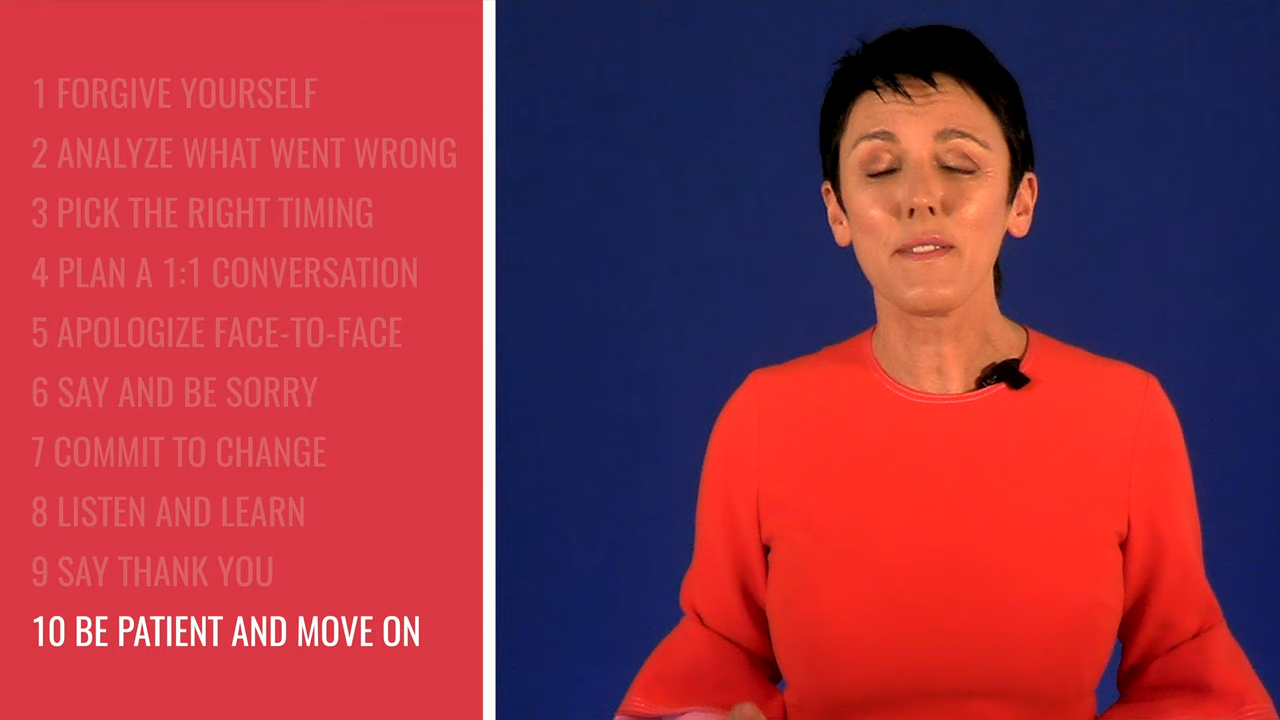 1 FORGIVE YOURSELF
2 ANALYZE WHAT WENT WRONG
3 PICK THE RIGHT TIMING
4 PLAN A 1:1 CONVERSATION
5 APOLOGIZE FACE-TO-FACE
6 SAY AND BE SORRY
7 COMMIT TO CHANGE
8 LISTEN AND LEARN
9 SAY THANK YOU
10 BE PATIENT AND MOVE ON